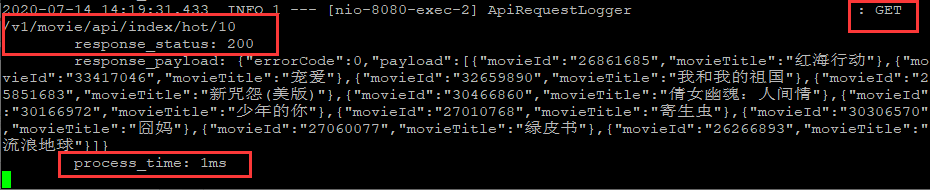 2020-07-14 14:19:31.433  INFO 1 --- [nio-8080-exec-2] ApiRequestLogger                         : GET
/v1/movie/api/index/hot/10
        response_status: 200
        response_payload: {"errorCode":0,"payload":[{"movieId":"26861685","movieTitle":"红海行动"},{"mo
vieId":"33417046","movieTitle":"宠爱"},{"movieId":"32659890","movieTitle":"我和我的祖国"},{"movieId":"2
5851683","movieTitle":"新咒怨(美版)"},{"movieId":"30466860","movieTitle":"倩女幽魂：人间情"},{"movieId"
:"30166972","movieTitle":"少年的你"},{"movieId":"27010768","movieTitle":"寄生虫"},{"movieId":"30306570"
,"movieTitle":"囧妈"},{"movieId":"27060077","movieTitle":"绿皮书"},{"movieId":"26266893","movieTitle":"
流浪地球"}]}
        process_time: 1ms